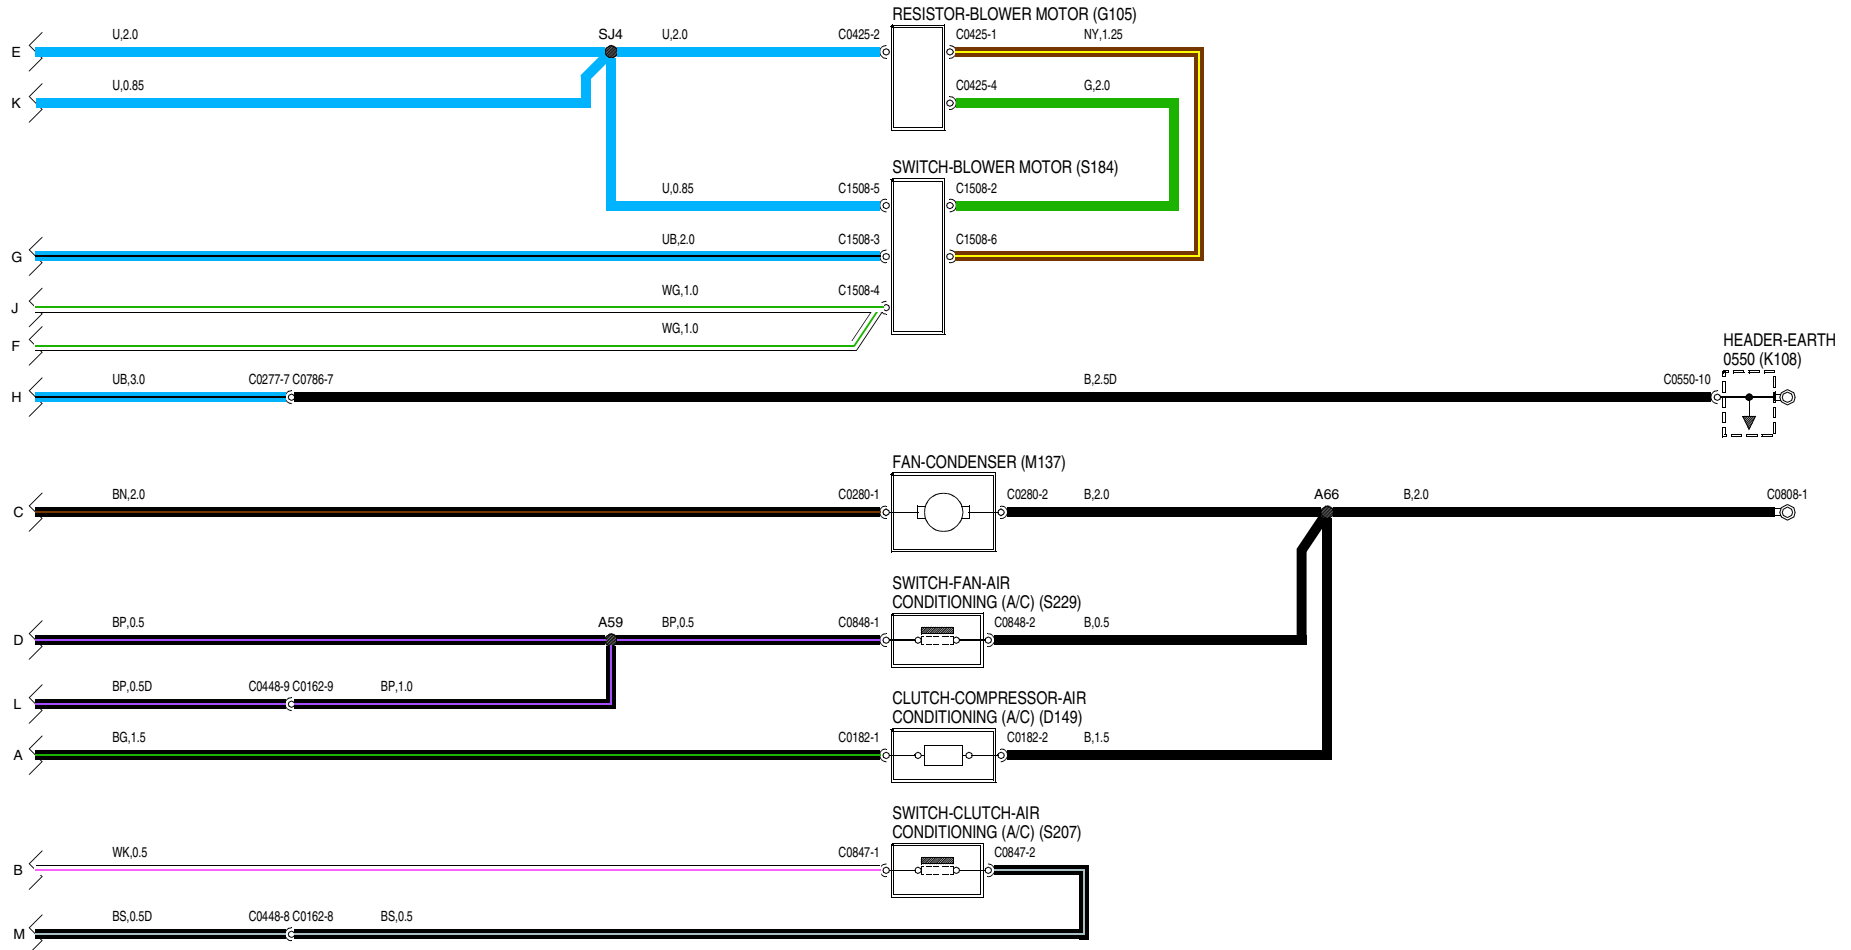 RESISTOR-BLOWER MOTOR (G105)
E U,2.0 SJ4 U,2.0 C0425-2 C0425-1 NY,1.25
K U,0.85 C0425-4 G,2.0
SWITCH-BLOWER MOTOR (S184)
U,0.85 C1508-5 C1508-2
G UB,2.0 C1508-3 C1508-6
J WG,1.0 C1508-4
F WG,1.0
HEADER-EARTH
0550 (K108)
H UB,3.0 C0277-7 C0786-7 B,2.5D C0550-10
FAN-CONDENSER (M137)
C BN,2.0 C0280-1 C0280-2 B,2.0 A66 B,2.0 C0808-1
SWITCH-FAN-AIR
CONDITIONING (A/C) (S229)
D BP,0.5 A59 BP,0.5 C0848-1 C0848-2 B,0.5
L BP,0.5D C0448-9 C0162-9 BP,1.0
CLUTCH-COMPRESSOR-AIR
CONDITIONING (A/C) (D149)
A BG,1.5 C0182-1 C0182-2 B,1.5
SWITCH-CLUTCH-AIR
CONDITIONING (A/C) (S207)
B WK,0.5 C0847-1 C0847-2
M BS,0.5D C0448-8 C0162-8 BS,0.5